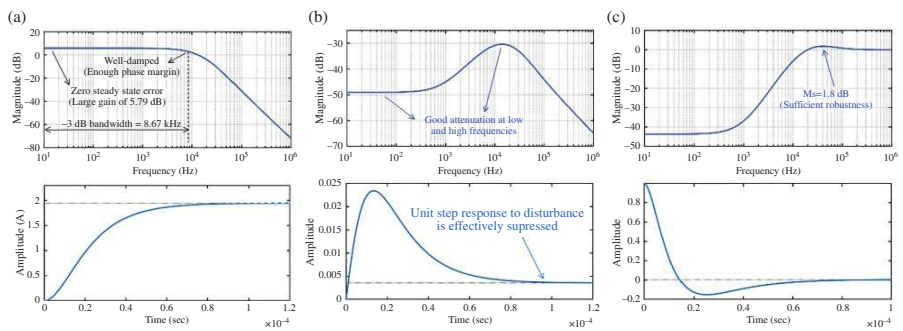 (a)
Magnitude (dB)
20
0
−20
−40
−60
−80
Well-damped
(Enough phase margin)
Zero steady state error
(Large gain of 5.79 dB)
−3 dB bandwidth = 8.67 kHz
10^1 10^2 10^3 10^4 10^5 10^6
Frequency (Hz)
(b)
Magnitude (dB)
−30
−40
−50
−60
−70
Good attenuation at low
and high frequencies
10^1 10^2 10^3 10^4 10^5 10^6
Frequency (Hz)
(c)
Magnitude (dB)
10
0
−10
−20
−30
−40
−50
Ms=1.8 dB
(Sufficient robustness)
10^1 10^2 10^3 10^4 10^5 10^6
Frequency (Hz)
Amplitude (A)
2
1.5
1
0.5
0
0 0.2 0.4 0.6 0.8 1 1.2
Time (sec)
×10^−4
Amplitude
0.025
0.02
0.015
0.01
0.005
0
Unit step response to disturbance
is effectively supressed
0 0.2 0.4 0.6 0.8 1 1.2
Time (sec)
×10^−4
Amplitude
1
0.8
0.6
0.4
0.2
0
−0.2
0 0.2 0.4 0.6 0.8 1
Time (sec)
×10^−4